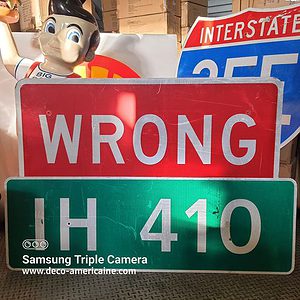 BIG
INTERSTATE
WRONG
IH 410
Samsung Triple Camera
www.deco-americaine.com